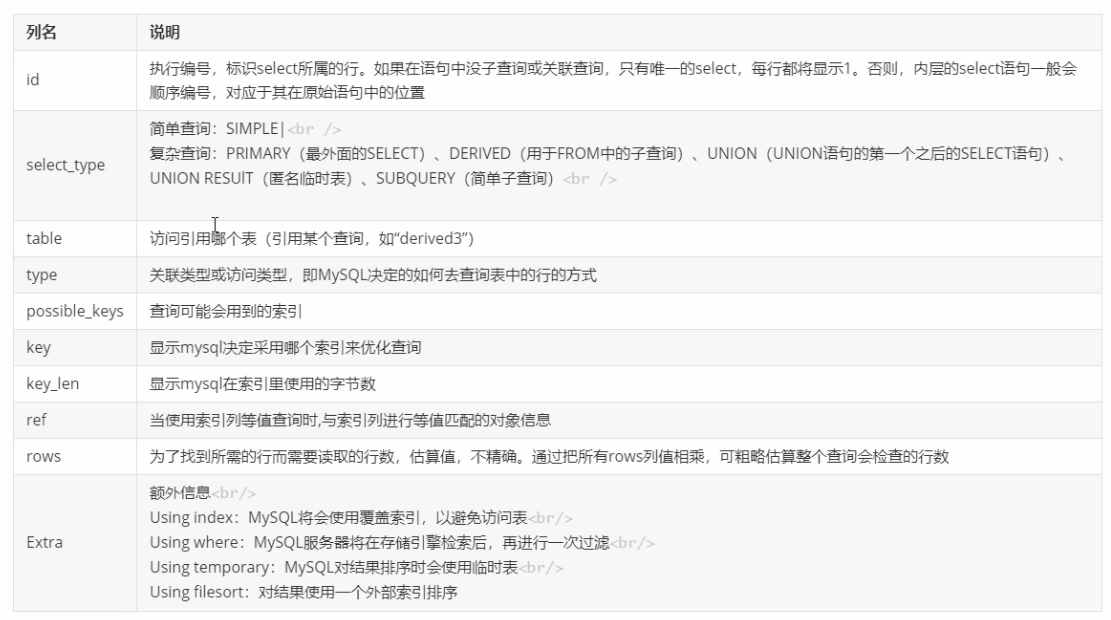 列名 说明
id 执行编号，标识select所属的行。如果在语句中没子查询或关联查询，只有唯一的select，每行都将显示1。否则，内层的select语句一般会
顺序编号，对应于其在原始语句中的位置
select_type 简单查询：SIMPLE|<br />
复杂查询：PRIMARY（最外面的SELECT）、DERIVED（用于FROM中的子查询）、UNION（UNION语句的第一个之后的SELECT语句）、
UNION RESUIT（匿名临时表）、SUBQUERY（简单子查询）<br />
table 访问引用哪个表（引用某个查询，如“derived3”）
type 关联类型或访问类型，即MySQL决定的如何去查询表中的行的方式
possible_keys 查询可能会用到的索引
key 显示mysql决定采用哪个索引来优化查询
key_len 显示mysql在索引里使用的字节数
ref 当使用索引列等值查询时,与索引列进行等值匹配的对象信息
rows 为了找到所需的行而需要读取的行数，估算值，不精确。通过把所有rows列值相乘，可粗略估算整个查询会检查的行数
Extra 额外信息<br/>
Using index：MySQL将会使用覆盖索引，以避免访问表<br/>
Using where：MySQL服务器将在存储引擎检索后，再进行一次过滤<br/>
Using temporary：MySQL对结果排序时会使用临时表<br/>
Using filesort：对结果使用一个外部索引排序